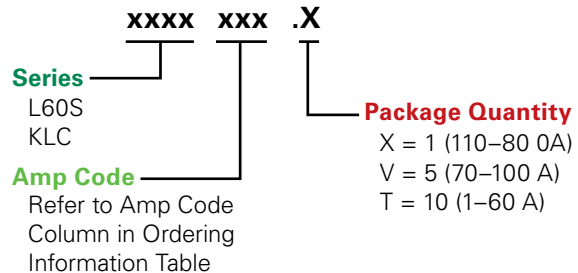 xxxx xxx .X
Series
L60S
KLC
Amp Code
Refer to Amp Code
Column in Ordering
Information Table
Package Quantity
X = 1 (110–80 0A)
V = 5 (70–100 A)
T = 10 (1–60 A)